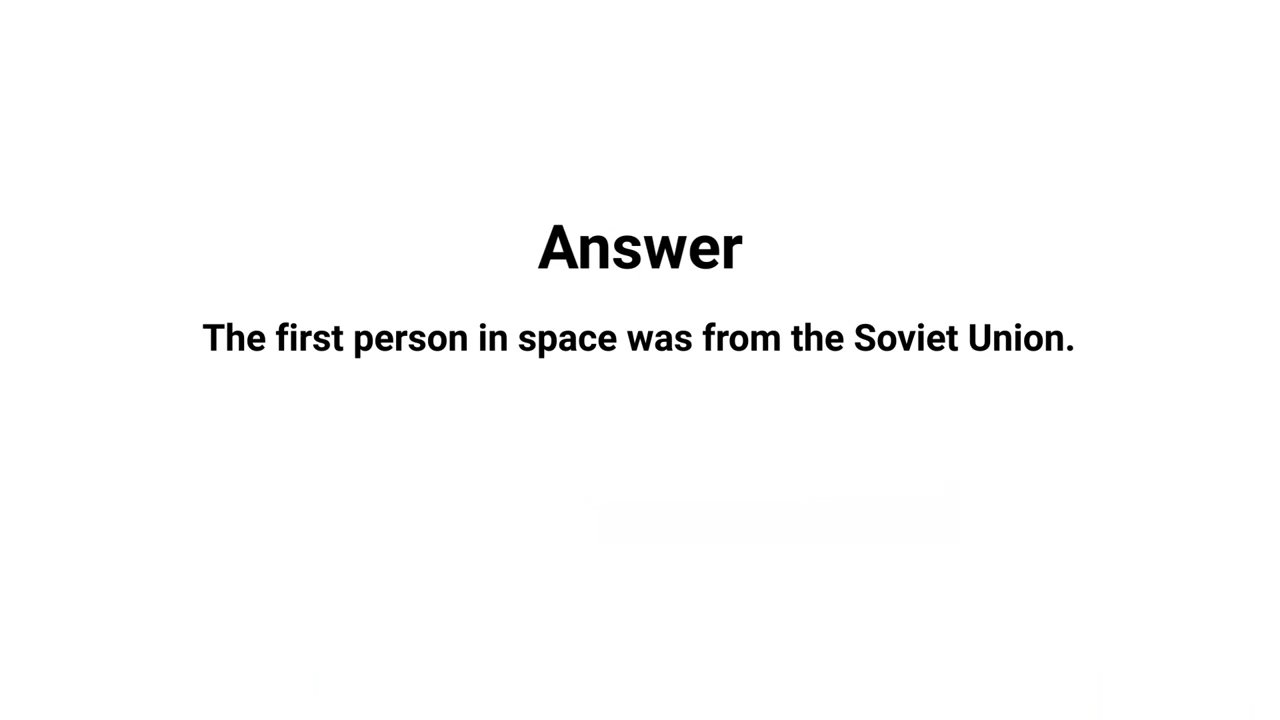 Answer
The first person in space was from the Soviet Union.